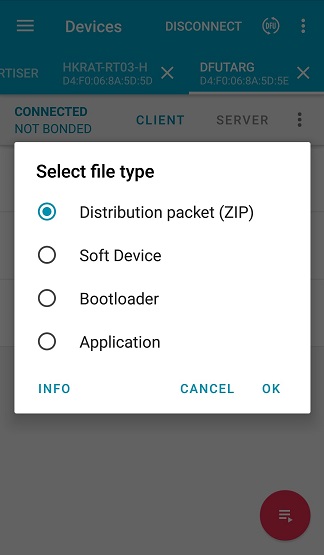 Devices
DISCONNECT
DFU
RTISER
HKRAT-RT03-H
D4:F0:06:8A:5D:5D
DFUTARG
D4:F0:06:8A:5D:5E
CONNECTED
NOT BONDED
CLIENT
SERVER
Select file type
Distribution packet (ZIP)
Soft Device
Bootloader
Application
INFO
CANCEL
OK